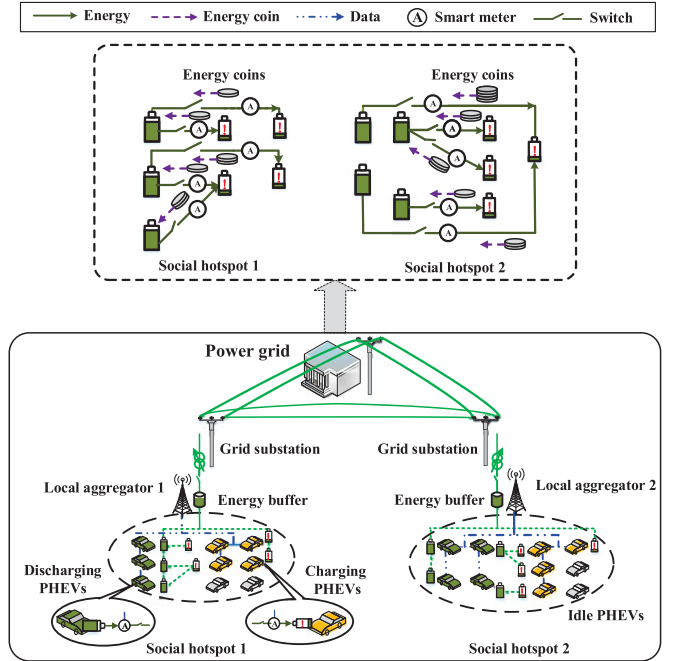 Energy
Energy coin
Data
A
Smart meter
Switch
Energy coins
Energy coins
A
A
A
A
A
A
A
A
A
A
!
!
!
!
!
!
!
!
Social hotspot 1
Social hotspot 2
Power grid
Grid substation
Grid substation
Local aggregator 1
Local aggregator 2
Energy buffer
Energy buffer
Discharging
PHEVs
Charging
PHEVs
Idle PHEVs
A
A
!
Social hotspot 1
Social hotspot 2